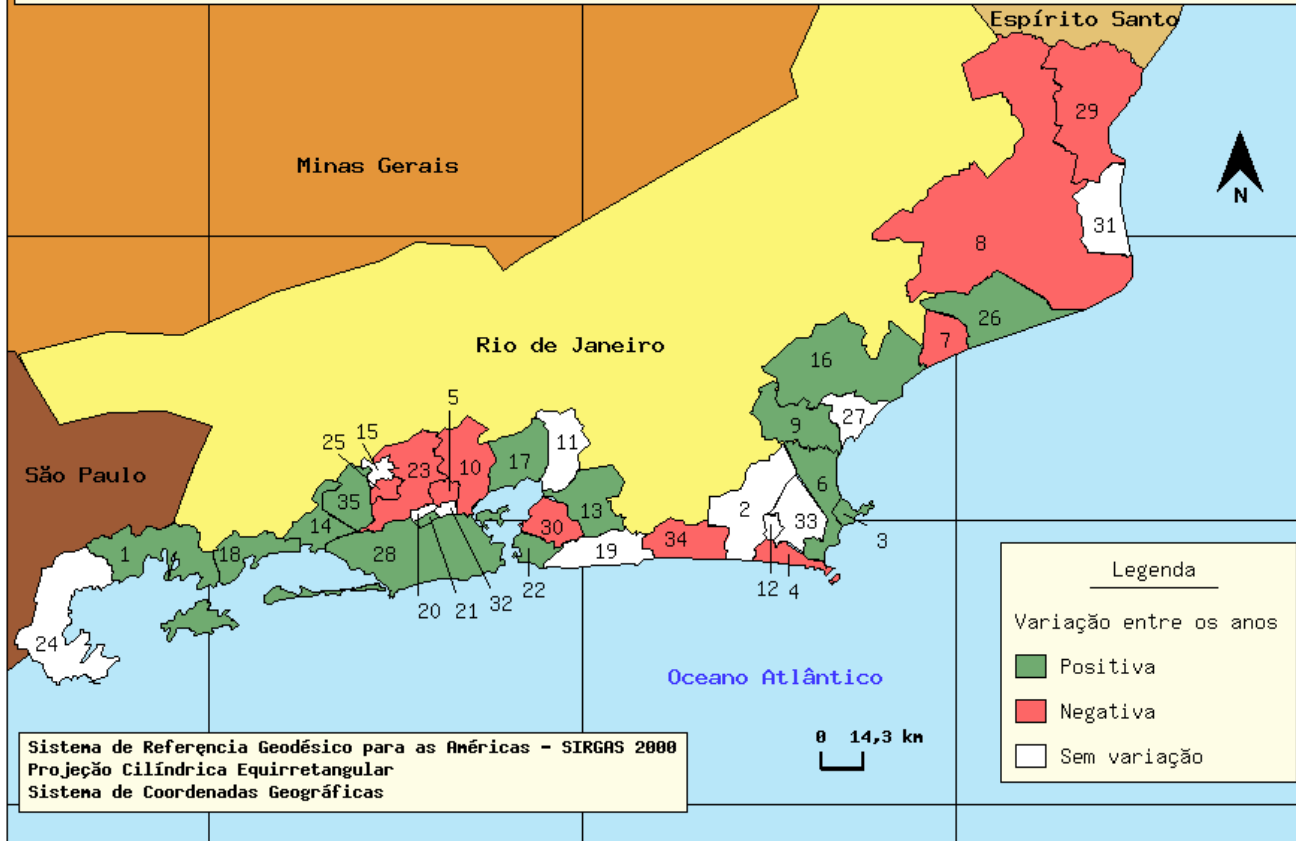 Espírito Santo
29
Minas Gerais
N
31
8
26
Rio de Janeiro
7
16
5
27
15
9
25
11
17
São Paulo
23
10
6
35
13
2
14
30
33
1
18
28
19
34
3
22
12
4
20
21
32
24
Legenda
Variação entre os anos
Positiva
Negativa
Sem variação
Oceano Atlântico
0 14,3 km
Sistema de Referęncia Geodésico para as Américas - SIRGAS 2000
Projeção Cilíndrica Equirretangular
Sistema de Coordenadas Geográficas